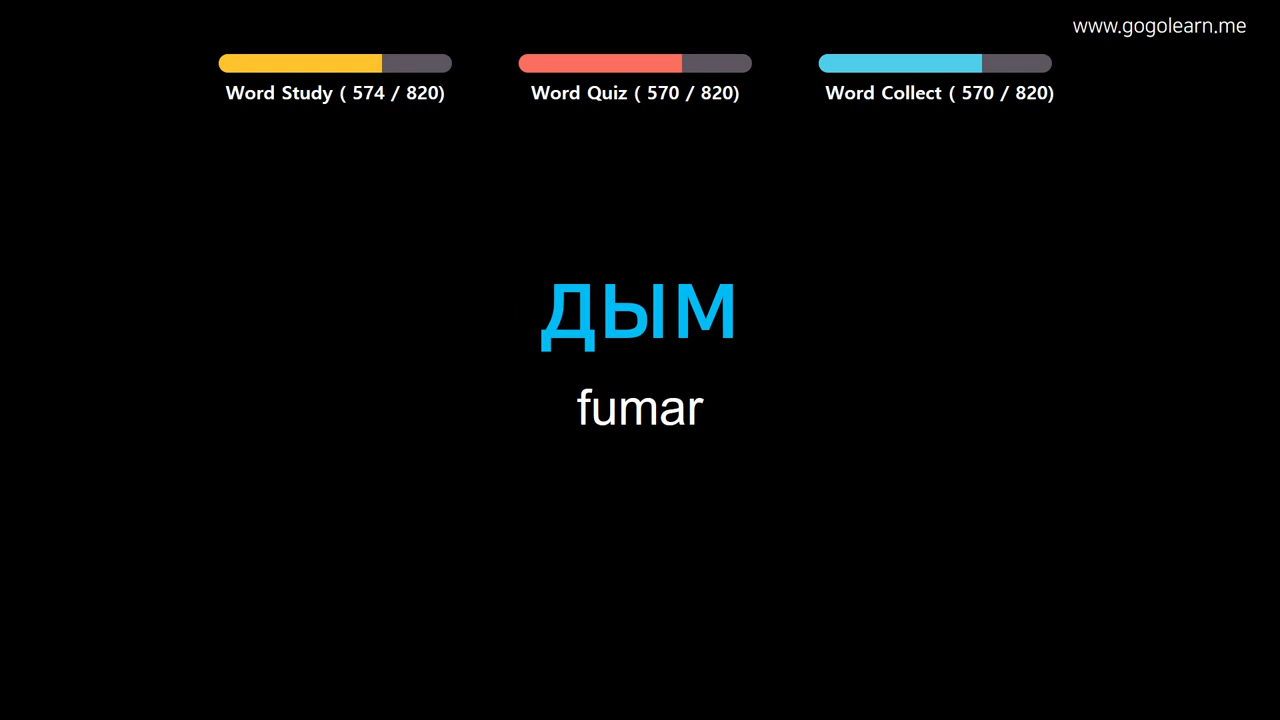 www.gogolearn.me
Word Study ( 574 / 820)
Word Quiz ( 570 / 820)
Word Collect ( 570 / 820)
дым
fumar